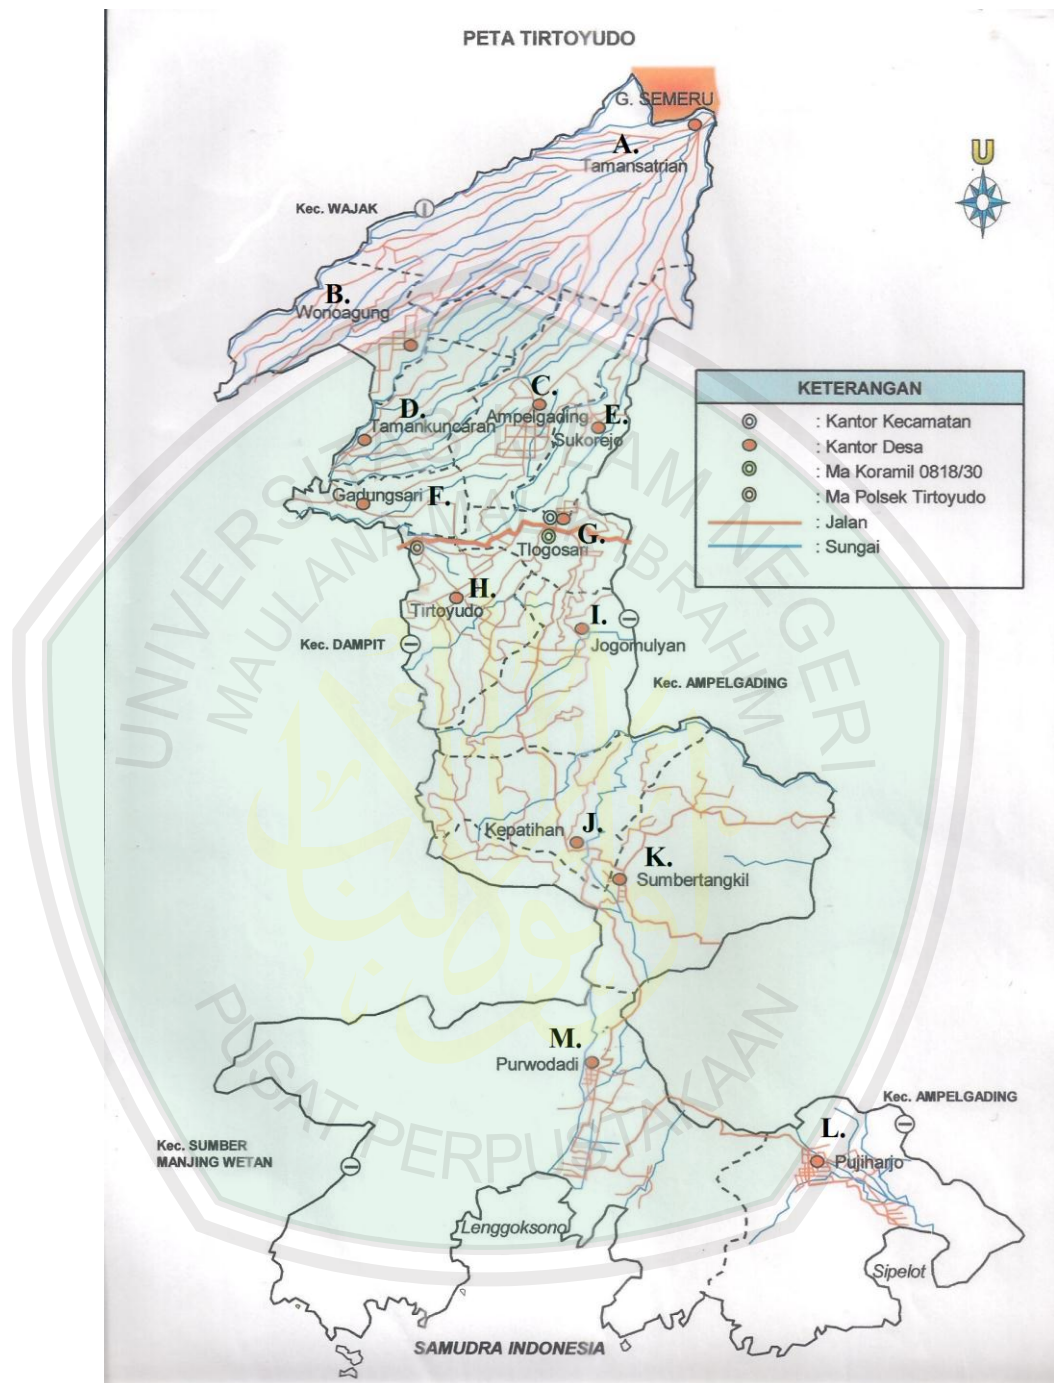 PETA TIRTOYUDO
G. SEMERU
A.
Tamansatrian
U
Kec. WAJAK
B.
Wonoagung
C.
D.
Ampelgading
E.
Tamankuncaran
Sukorejo
KETERANGAN
: Kantor Kecamatan
: Kantor Desa
: Ma Koramil 0818/30
: Ma Polsek Tirtoyudo
: Jalan
: Sungai
Gadungsari
F.
G.
Tlogosari
H.
Tirtoyudo
I.
Kec. DAMPIT
Jogomulyan
Kec. AMPELGADING
Kepatihan
J.
K.
Sumbertangkil
M.
Purwodadi
Kec. AMPELGADING
L.
Kec. SUMBER
MANJING WETAN
Pujiharjo
Lenggoksono
Sipelot
SAMUDRA INDONESIA
UNIVERSITAS ISLAM NEGERI
MAULANA MALIK IBRAHIM
PUSAT PERPUSTAKAAN